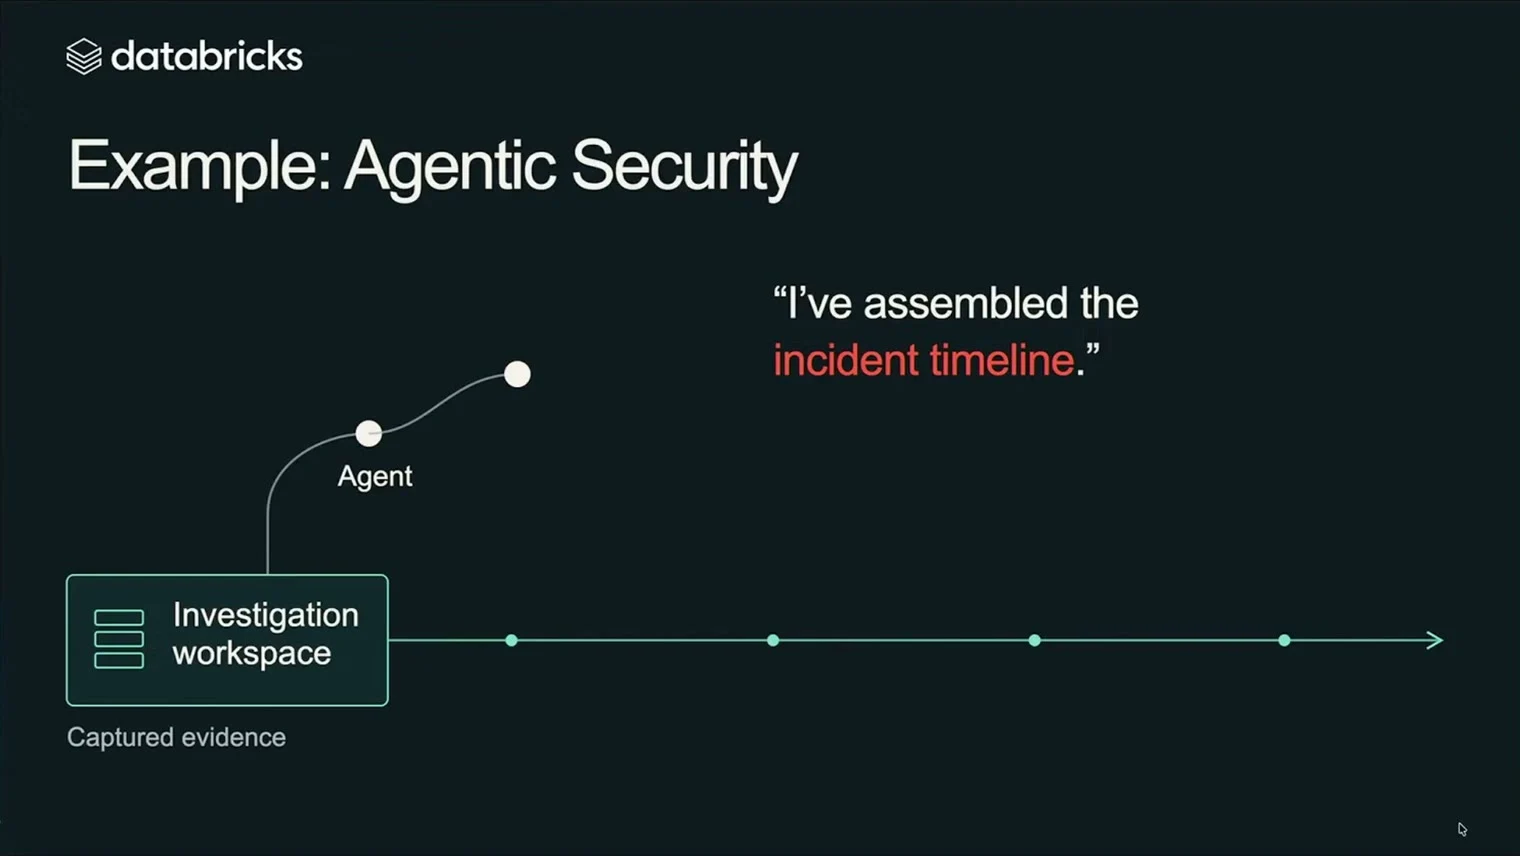 databricks
Example: Agentic Security
“I’ve assembled the
incident timeline.”
Agent
Investigation
workspace
Captured evidence